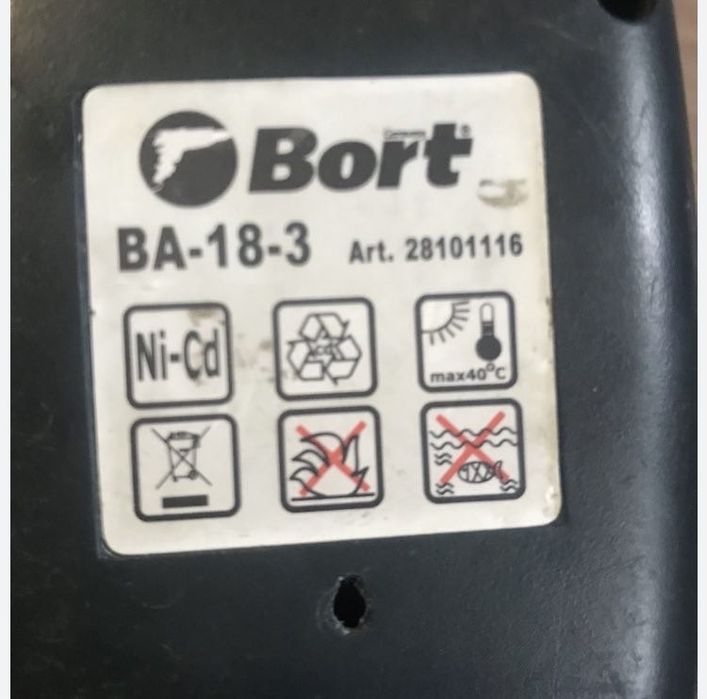 Bort
BA-18-3 Art. 28101116
Ni-Cd
max40°C